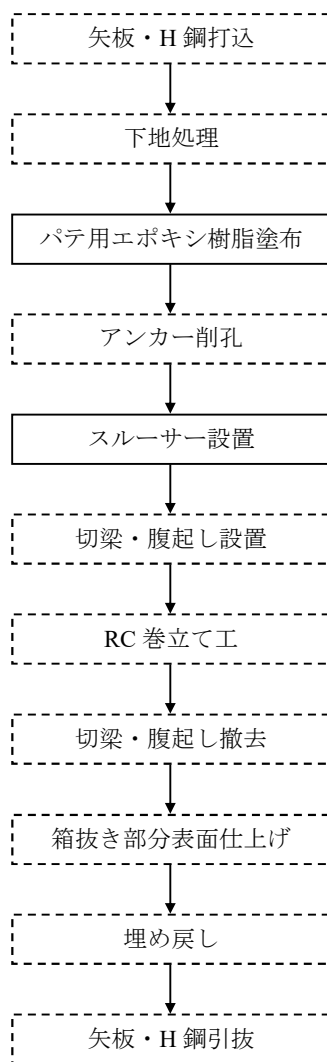 矢板・H 鋼打込
下地処理
パテ用エポキシ樹脂塗布
アンカー削孔
スルーサー設置
切梁・腹起し設置
RC 巻立て工
切梁・腹起し撤去
箱抜き部分表面仕上げ
埋め戻し
矢板・H 鋼引抜